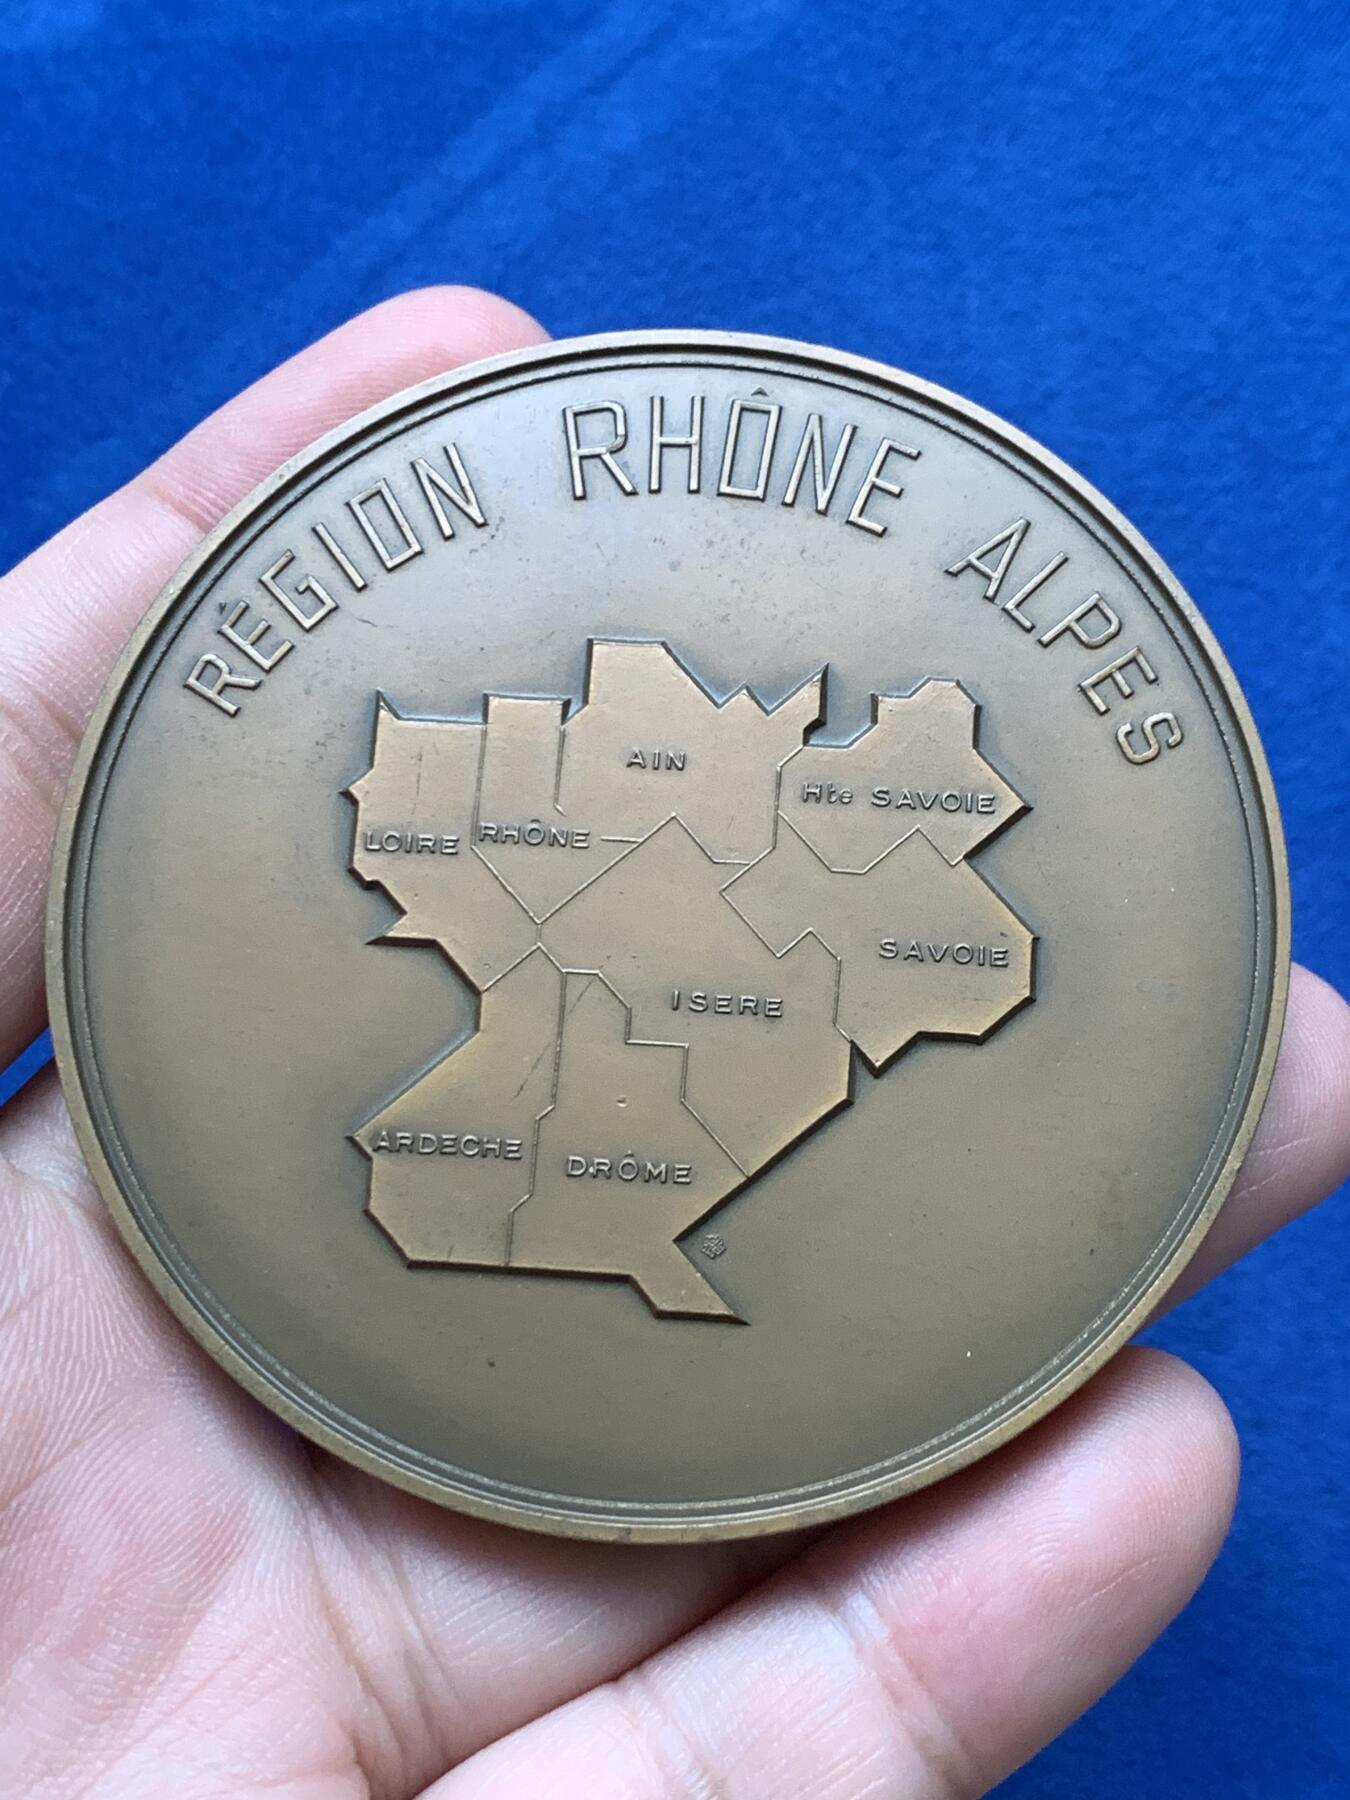 RÉGION RHÔNE ALPES
AIN
Hte SAVOIE
LOIRE
RHÔNE
SAVOIE
ISERE
ARDECHE
DRÔME